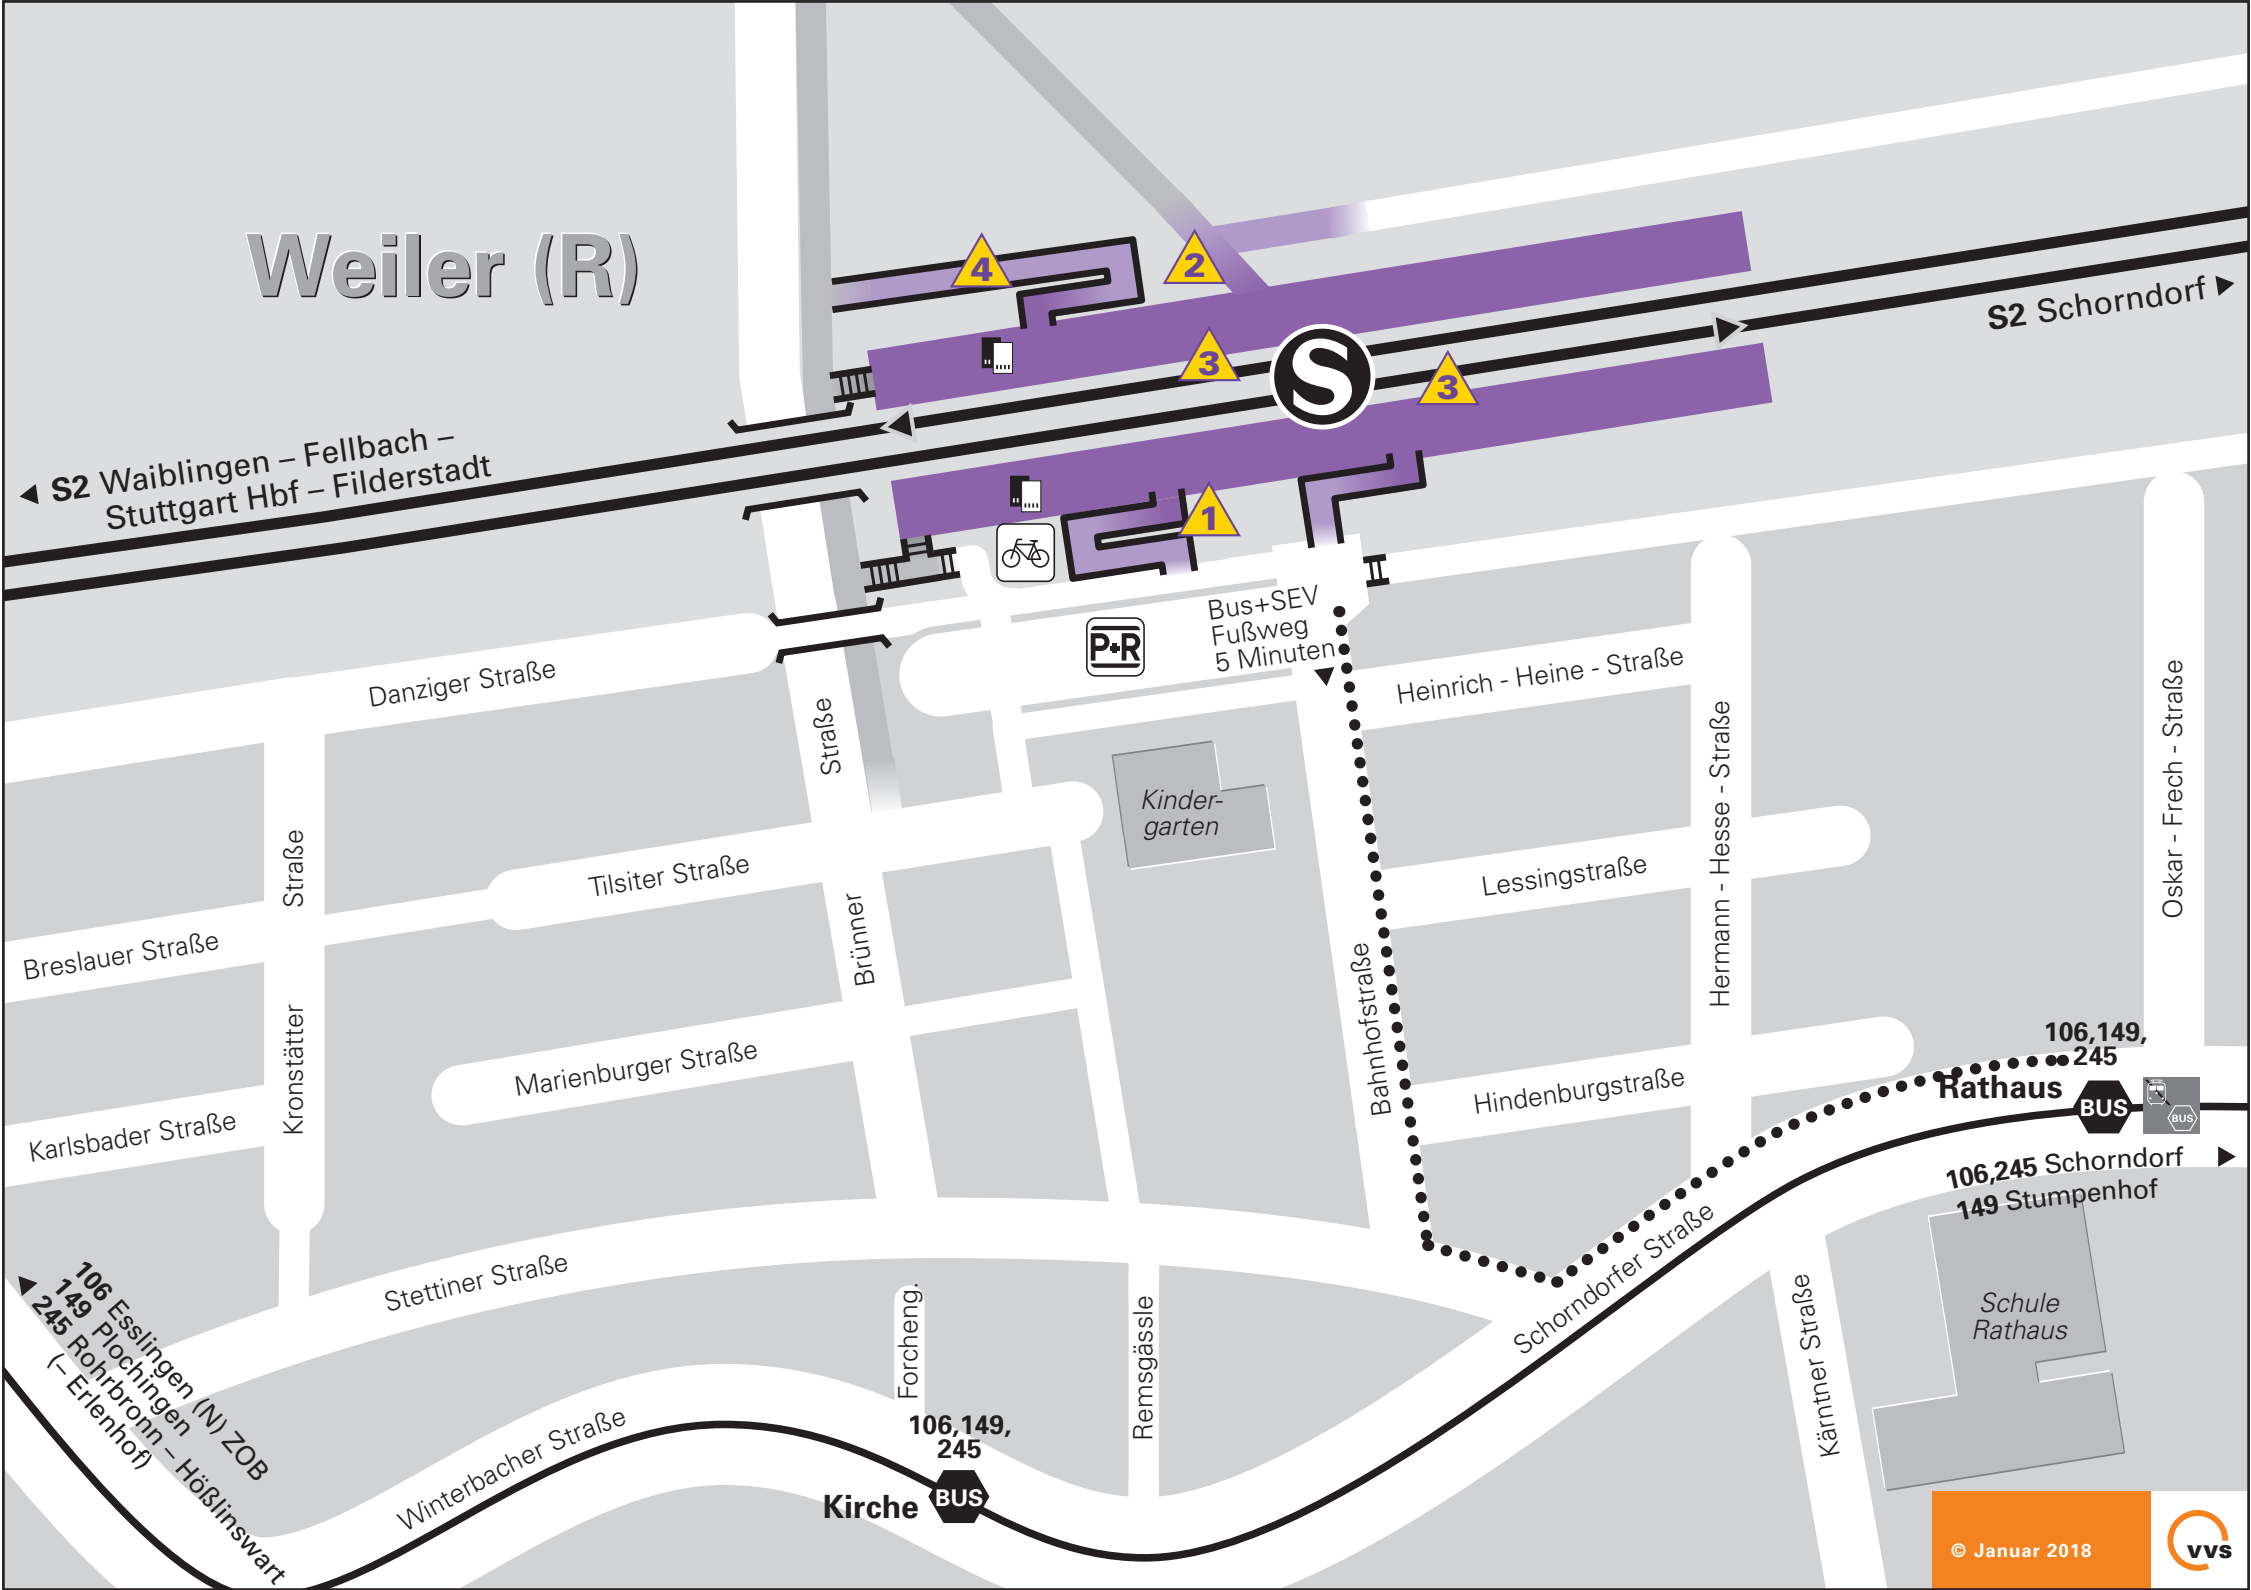 Weiler (R)
4
2
3
3
1
S
S2 Schorndorf
S2 Waiblingen – Fellbach –
Stuttgart Hbf – Filderstadt
P+R
Bus+SEV
Fußweg
5 Minuten
Danziger Straße
Heinrich - Heine - Straße
Straße
Brünner
Kinder-
garten
Tilsiter Straße
Straße
Kronstätter
Breslauer Straße
Lessingstraße
Hermann - Hesse - Straße
Oskar - Frech - Straße
Bahnhofstraße
Marienburger Straße
Karlsbader Straße
Hindenburgstraße
106,149,
245
Rathaus
BUS
BUS
106,245 Schorndorf
149 Stumpenhof
Stettiner Straße
Schorndorfer Straße
106 Esslingen (N) ZOB
149 Plochingen
245 Rohrbronn – Hößlinswart
(– Erlenhof)
Forcheng.
Remsgässle
Kärntner Straße
Schule
Rathaus
Winterbacher Straße
106,149,
245
Kirche
BUS
© Januar 2018
vvs